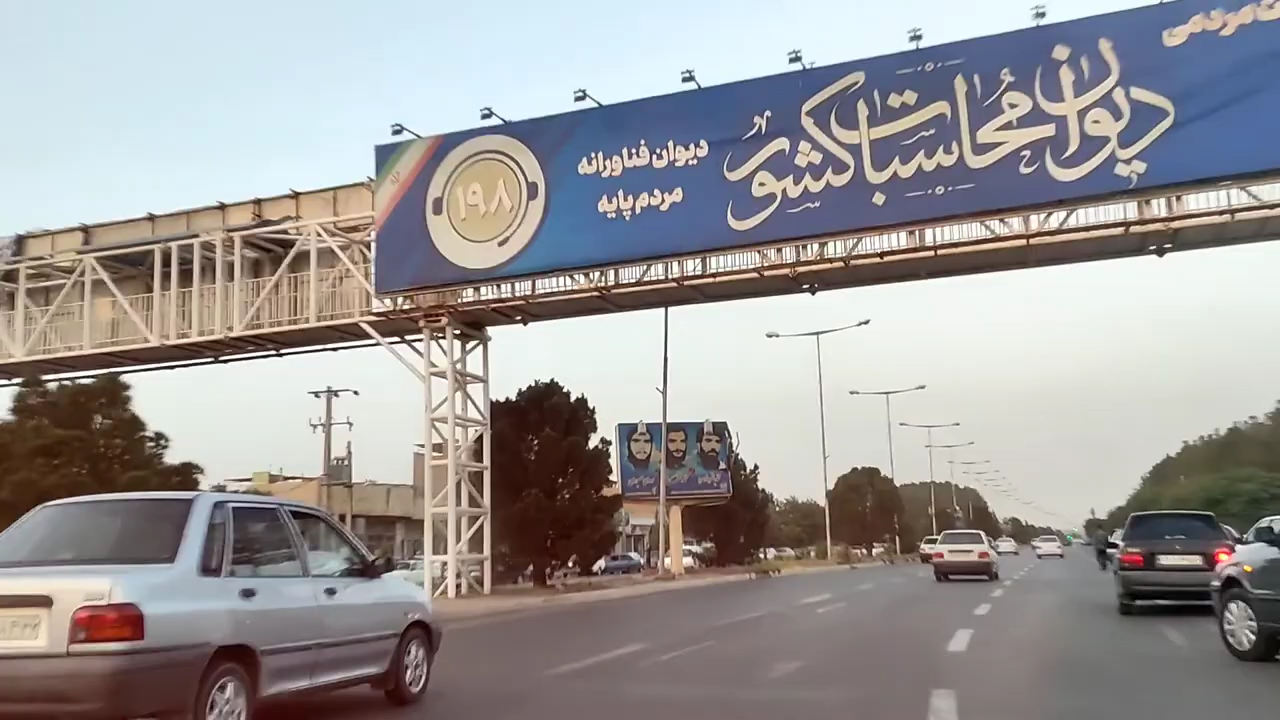 دیوان محاسبات کشور
دیوان فناورانه
مردم پایه
۱۹۸